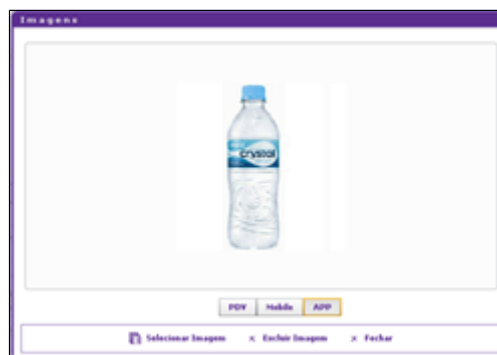 Imagens
crystal
PDV Mobile APP
Selecionar Imagem Excluir Imagem Fechar